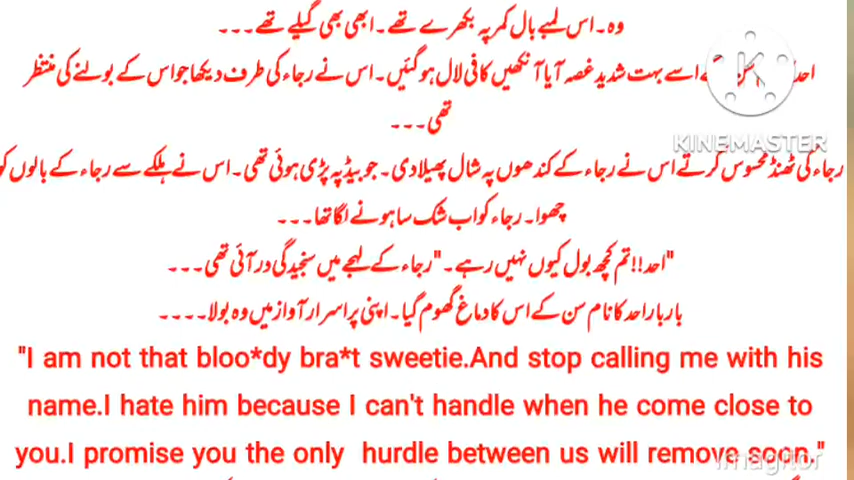 وہ۔اس لمبے بال کمر پہ بکھرے تھے۔ابھی بھی گیلے تھے۔۔۔
اسے بہت شدید غصہ آیا آنکھیں کافی لال ہو گئیں۔اس نے رجاء کی طرف دیکھا جو اس کے بولنے کی منتظر
تھی۔۔۔
رجاء کی ٹھنڈ محسوس کرتے اس نے رجاء کے کندھوں پہ شال پھیلا دی۔جو بیڈ پہ پڑی ہوئی تھی۔اس نے ہلکے سے رجاء کے بالوں کو
چھوا۔رجاء کو اب شک سا ہونے لگا تھا۔۔۔
"احد!!تم کچھ بول کیوں نہیں رہے۔"رجاء کے لہجے میں سنجیدگی در آئی تھی۔۔۔
بار بار احد کا نام سن کے اس کا دماغ گھوم گیا۔اپنی پر اسرار آواز میں وہ بولا۔۔۔۔
"I am not that bloo*dy bra*t sweetie.And stop calling me with his
name.I hate him because I can't handle when he come close to
you.I promise you the only hurdle between us will remove soon."
K
KINEMASTER